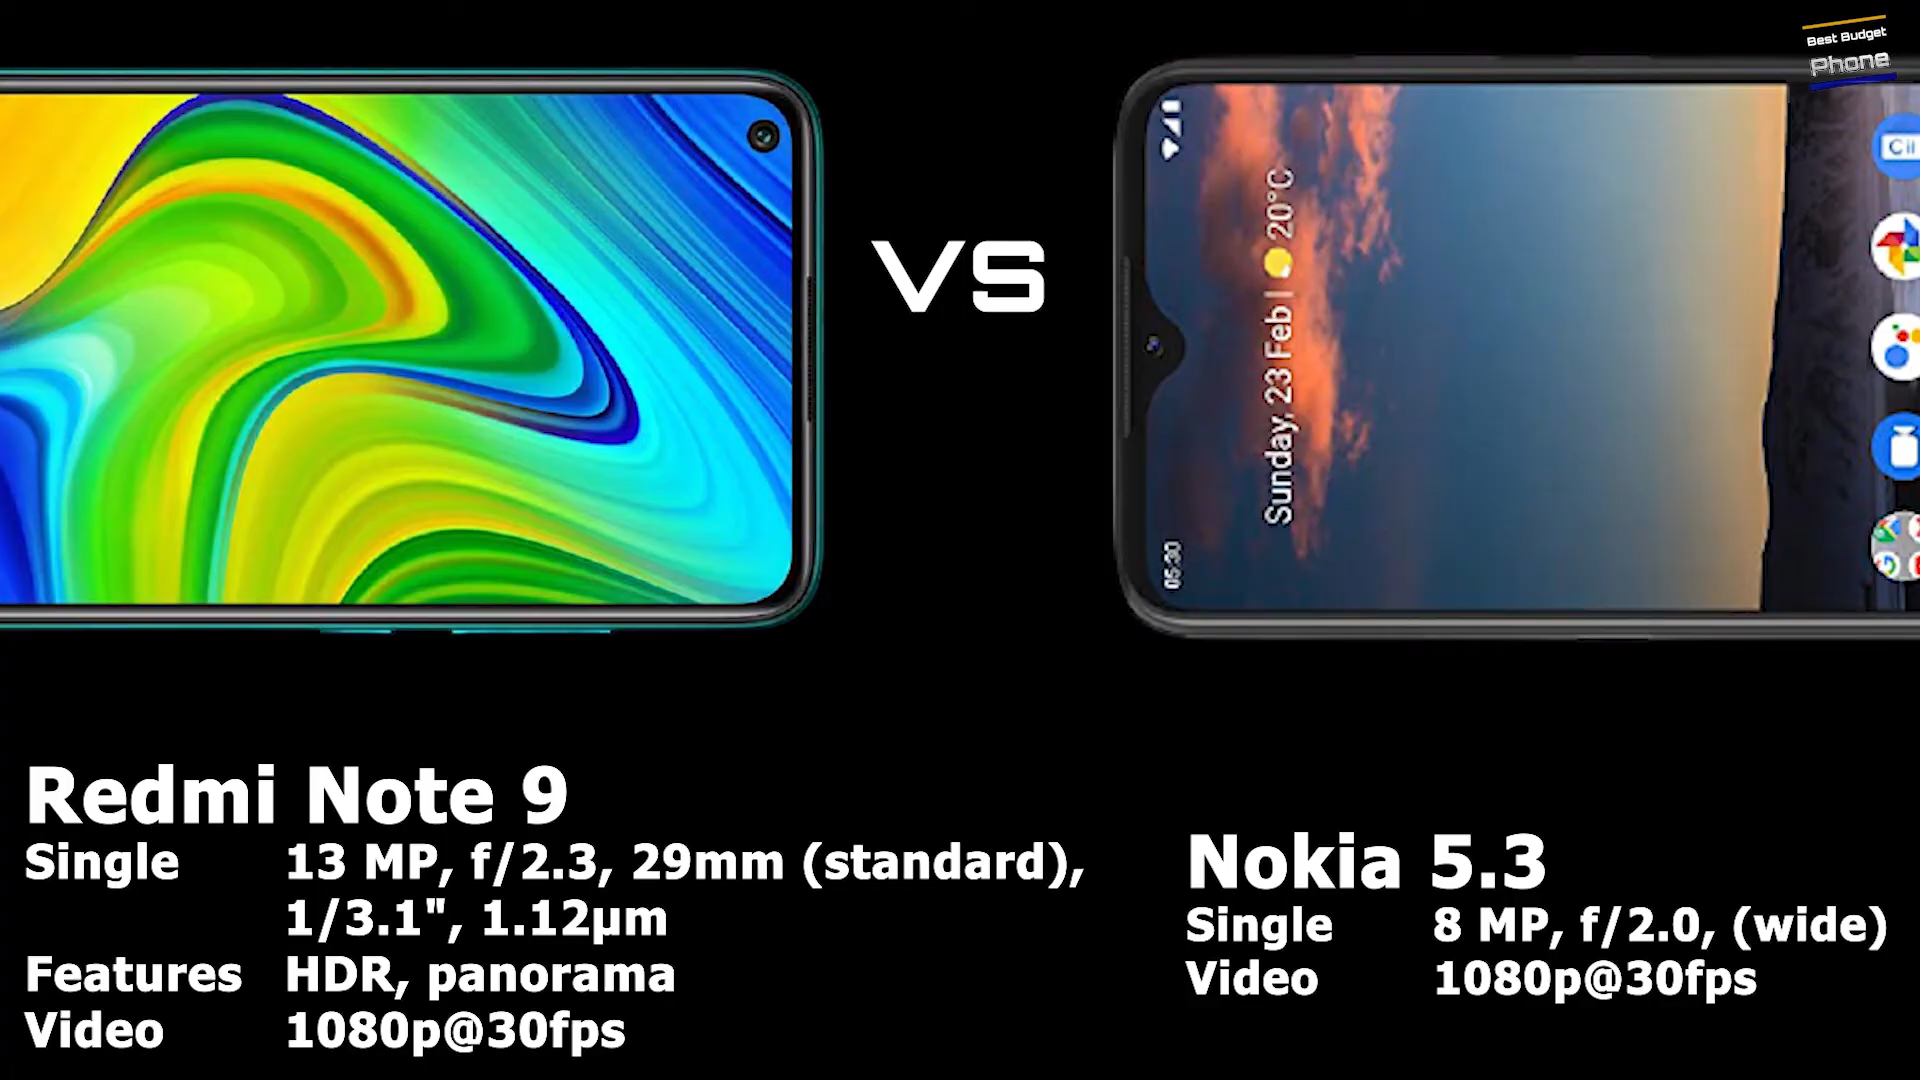 Best Budget
Phone
VS
Sunday, 23 Feb | 20°C
05:30
Redmi Note 9
Single 13 MP, f/2.3, 29mm (standard),
1/3.1", 1.12µm
Features HDR, panorama
Video 1080p@30fps
Nokia 5.3
Single 8 MP, f/2.0, (wide)
Video 1080p@30fps